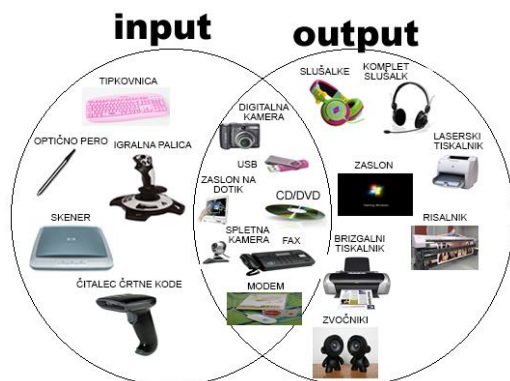 input
output
TIPKOVNICA
OPTIČNO PERO
IGRALNA PALICA
SKENER
ČITALEC ČRTNE KODE
DIGITALNA
KAMERA
USB
ZASLON NA
DOTIK
CD/DVD
SPLETNA
KAMERA
FAX
MODEM
SLUŠALKE
KOMPLET
SLUŠALK
LASERSKI
TISKALNIK
ZASLON
RISALNIK
BRIZGALNI
TISKALNIK
ZVOČNIKI